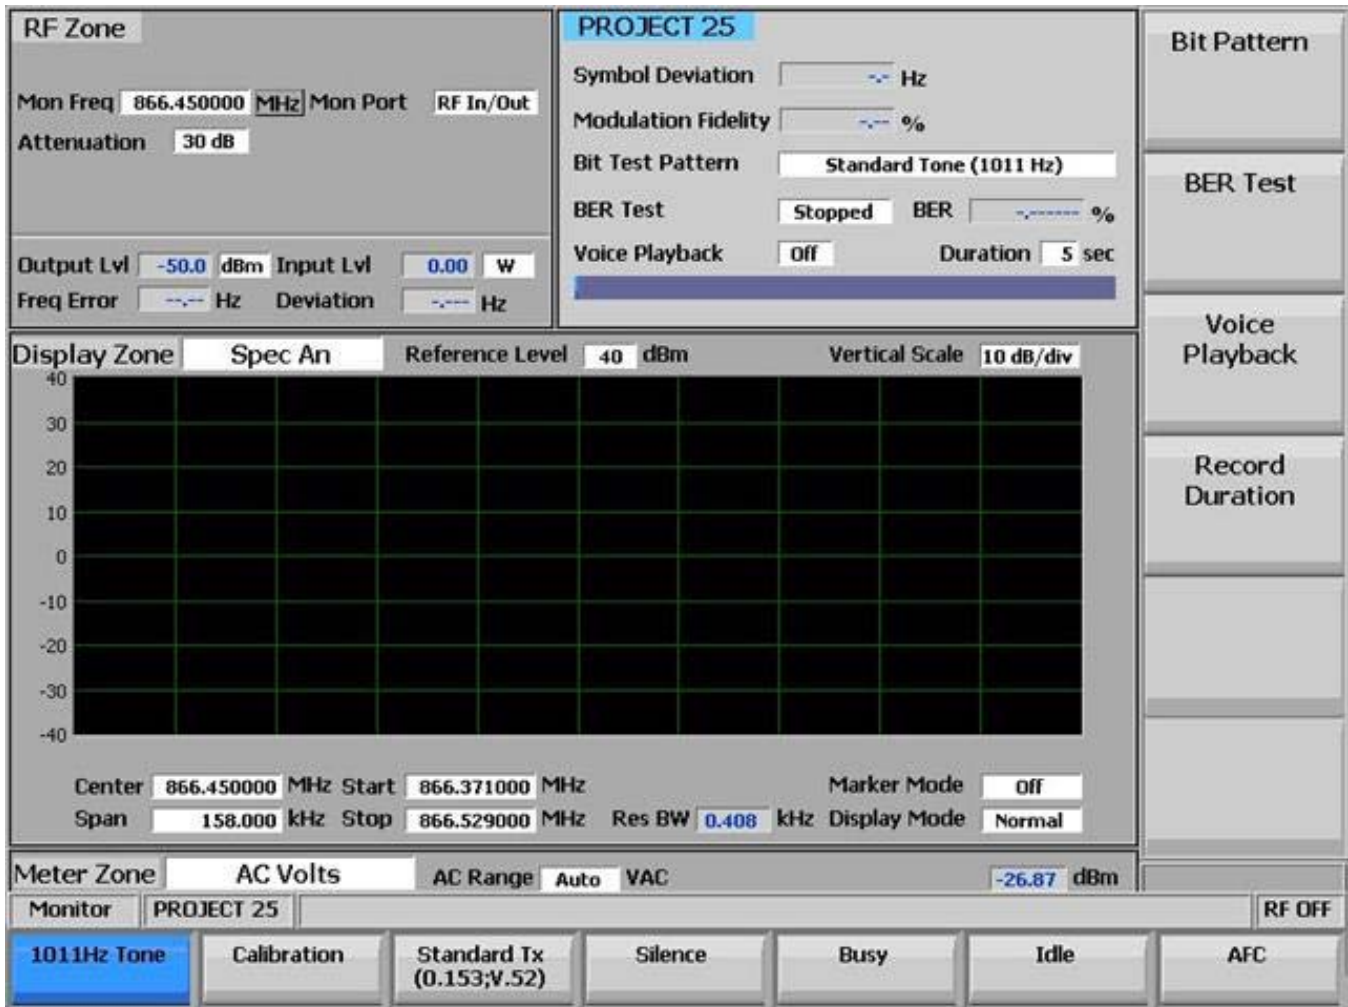 RF Zone
Mon Freq 866.450000 MHz Mon Port RF In/Out
Attenuation 30 dB
Output Lvl -50.0 dBm Input Lvl 0.00 W
Freq Error --.-- Hz Deviation -.--- Hz
PROJECT 25
Symbol Deviation -.- Hz
Modulation Fidelity -.-- %
Bit Test Pattern Standard Tone (1011 Hz)
BER Test Stopped BER -.------ %
Voice Playback Off Duration 5 sec
Bit Pattern
BER Test
Voice
Playback
Record
Duration
Display Zone Spec An Reference Level 40 dBm Vertical Scale 10 dB/div
40
30
20
10
0
-10
-20
-30
-40
Center 866.450000 MHz Start 866.371000 MHz Marker Mode Off
Span 158.000 kHz Stop 866.529000 MHz Res BW 0.408 kHz Display Mode Normal
Meter Zone AC Volts AC Range Auto VAC -26.87 dBm
Monitor PROJECT 25 RF OFF
1011Hz Tone
Calibration
Standard Tx
(0.153;V.52)
Silence
Busy
Idle
AFC